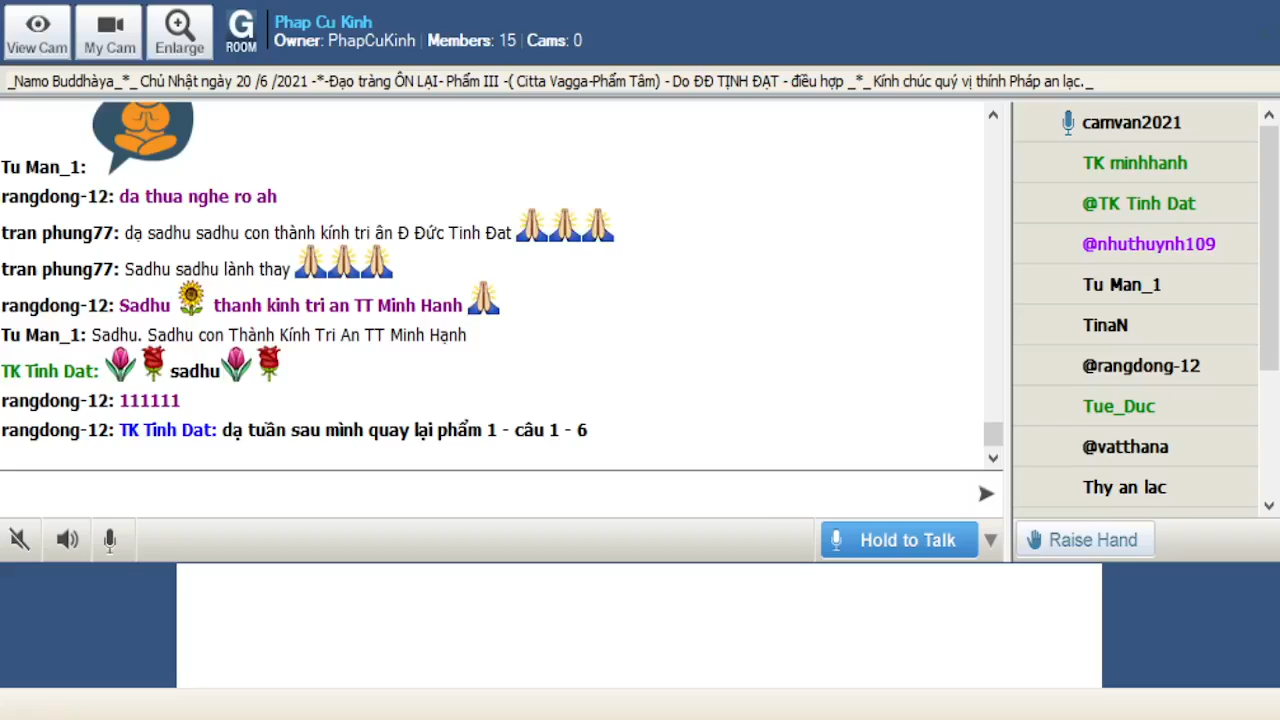 View Cam
My Cam
Enlarge
G
ROOM
Phap Cu Kinh
Owner: PhapCuKinh | Members: 15 | Cams: 0
_Namo Buddhàya_*_ Chủ Nhật ngày 20 /6 /2021 -*-Đạo tràng ÔN LẠI- Phẩm III -( Citta Vagga-Phẩm Tâm) - Do ĐĐ TỊNH ĐẠT - điều hợp _*_Kính chúc quý vị thính Pháp an lạc._
Tu Man_1:
rangdong-12: da thua nghe ro ah
tran phung77: dạ sadhu sadhu con thành kính tri ân Đ Đức Tinh Đat
tran phung77: Sadhu sadhu lành thay
rangdong-12: Sadhu thanh kinh tri an TT Minh Hanh
Tu Man_1: Sadhu. Sadhu con Thành Kính Tri An TT Minh Hạnh
TK Tinh Dat: sadhu
rangdong-12: 111111
rangdong-12: TK Tinh Dat: dạ tuần sau mình quay lại phẩm 1 - câu 1 - 6
camvan2021
TK minhhanh
@TK Tinh Dat
@nhuthuynh109
Tu Man_1
TinaN
@rangdong-12
Tue_Duc
@vatthana
Thy an lac
Hold to Talk
Raise Hand